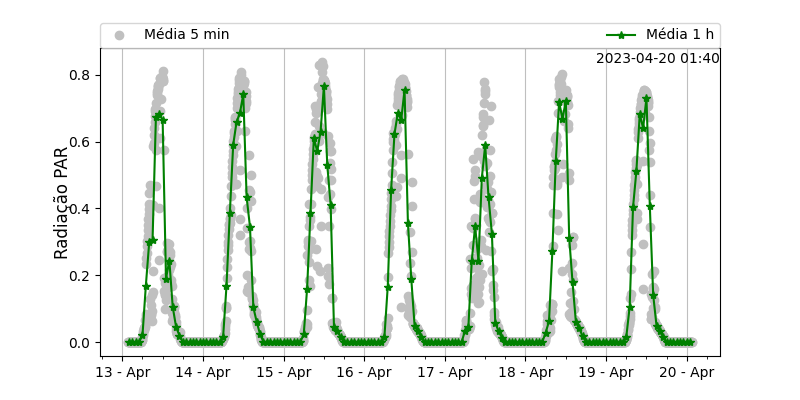 Média 5 min
Média 1 h
2023-04-20 01:40
Radiação PAR
0.8
0.6
0.4
0.2
0.0
13 - Apr
14 - Apr
15 - Apr
16 - Apr
17 - Apr
18 - Apr
19 - Apr
20 - Apr